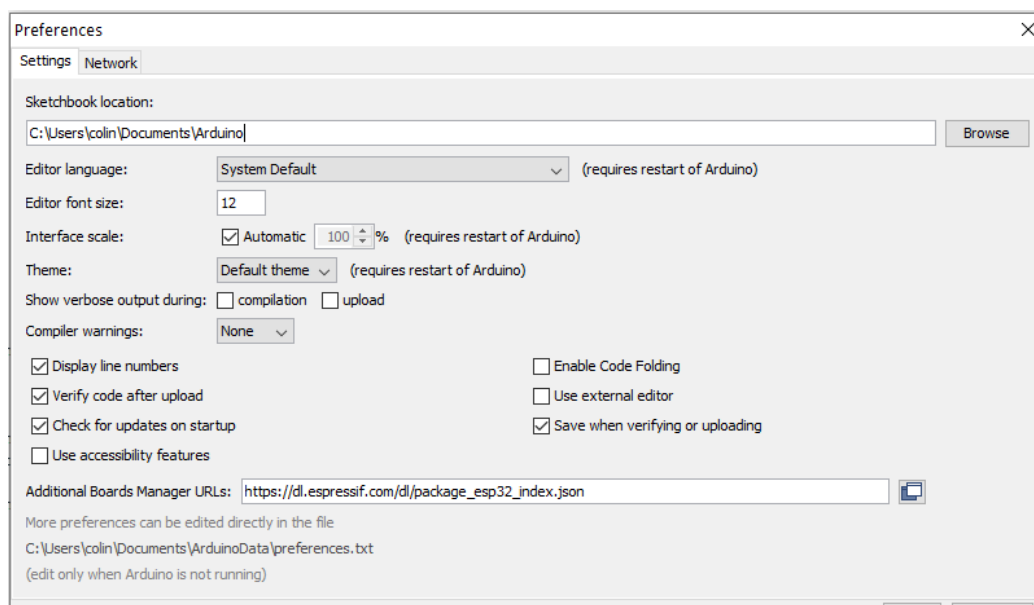 Preferences
Settings Network
Sketchbook location:
C:\Users\colin\Documents\Arduino Browse
Editor language: System Default (requires restart of Arduino)
Editor font size: 12
Interface scale: Automatic 100 % (requires restart of Arduino)
Theme: Default theme (requires restart of Arduino)
Show verbose output during: compilation upload
Compiler warnings: None
Display line numbers Enable Code Folding
Verify code after upload Use external editor
Check for updates on startup Save when verifying or uploading
Use accessibility features
Additional Boards Manager URLs: https://dl.espressif.com/dl/package_esp32_index.json
More preferences can be edited directly in the file
C:\Users\colin\Documents\ArduinoData\preferences.txt
(edit only when Arduino is not running)